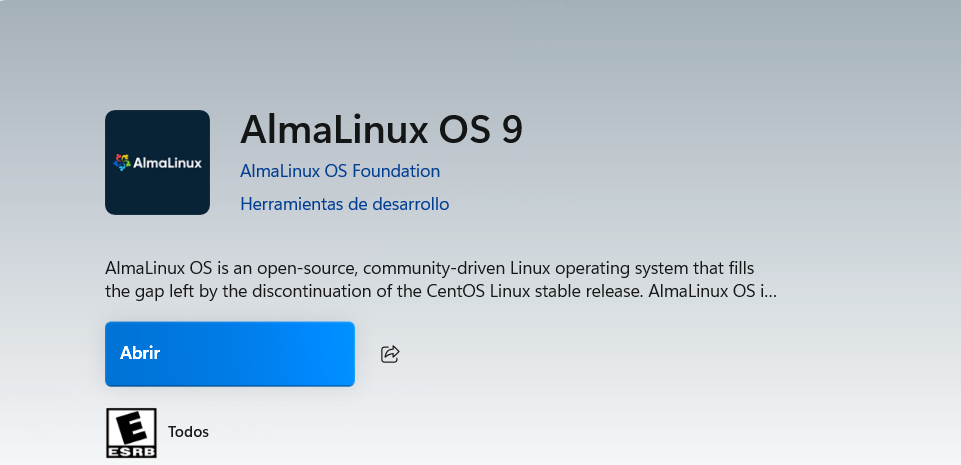 AlmaLinux OS 9
AlmaLinux
AlmaLinux OS Foundation
Herramientas de desarrollo
AlmaLinux OS is an open-source, community-driven Linux operating system that fills
the gap left by the discontinuation of the CentOS Linux stable release. AlmaLinux OS i...
Abrir
E
ESRB
Todos